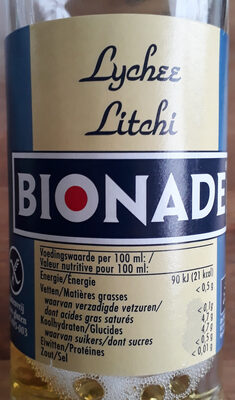 Lychee
Litchi
BIONADE
Voedingswaarde per 100 ml: /
Valeur nutritive pour 100 ml:
Energie/Énergie 90 kJ (21 kcal)
Vetten/Matières grasses < 0,5 g
waarvan verzadigde vetzuren/
dont acides gras saturés < 0,1g
Koolhydraten/Glucides 4,7 g
waarvan suikers/dont sucres 4,7 g
Eiwitten/Protéines < 0,5 g
Zout/Sel < 0,01 g